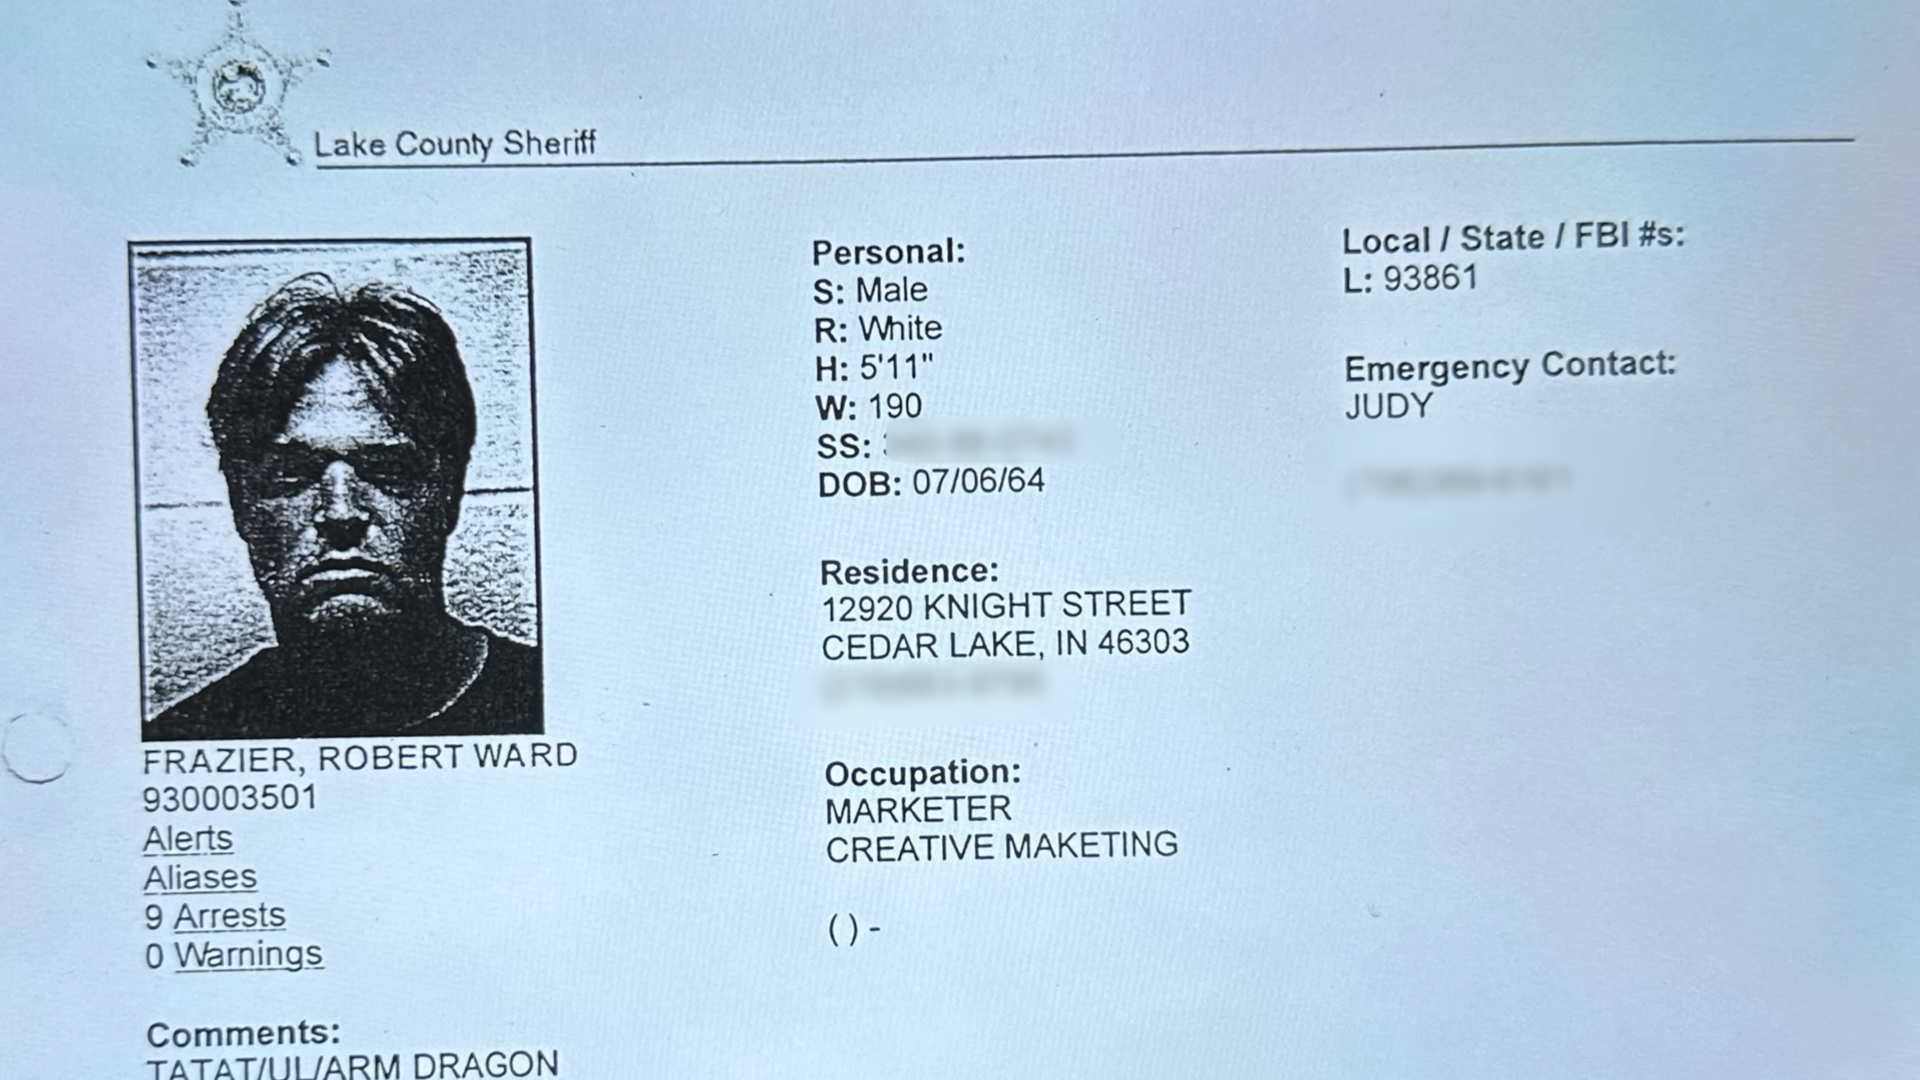 Lake County Sheriff
FRAZIER, ROBERT WARD
930003501
Alerts
Aliases
9 Arrests
0 Warnings
Comments:
TATAT/UL/ARM DRAGON
Personal:
S: Male
R: White
H: 5'11"
W: 190
SS:
DOB: 07/06/64
Residence:
12920 KNIGHT STREET
CEDAR LAKE, IN 46303
Occupation:
MARKETER
CREATIVE MAKETING
( ) -
Local / State / FBI #s:
L: 93861
Emergency Contact:
JUDY